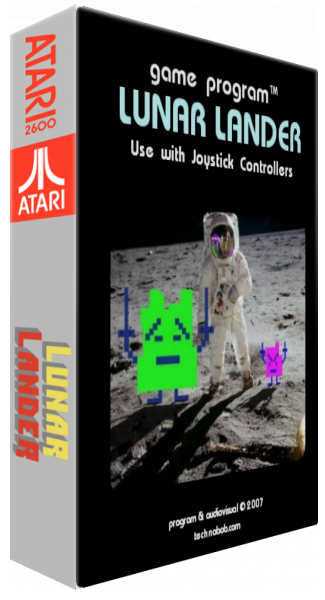 ATARI
2600
ATARI
LUNAR
LANDER
game program™
LUNAR LANDER
Use with Joystick Controllers
program & audiovisual © 2007
technobob.com